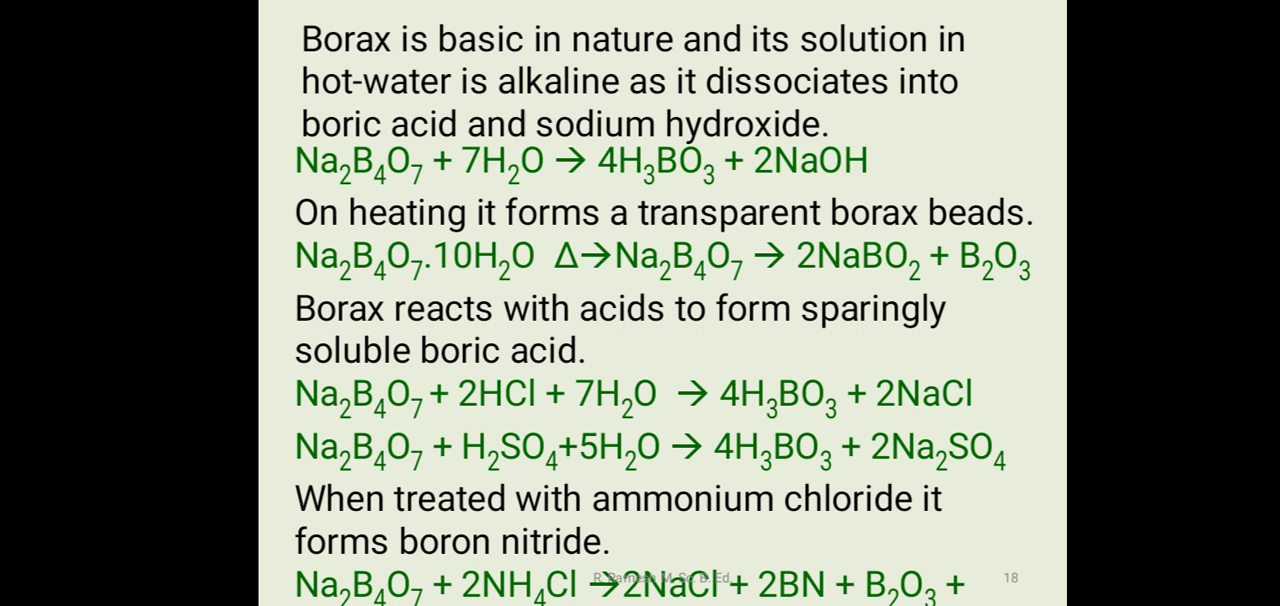 Borax is basic in nature and its solution in
hot-water is alkaline as it dissociates into
boric acid and sodium hydroxide.
Na₂B₄O₇ + 7H₂O → 4H₃BO₃ + 2NaOH
On heating it forms a transparent borax beads.
Na₂B₄O₇.10H₂O Δ→Na₂B₄O₇ → 2NaBO₂ + B₂O₃
Borax reacts with acids to form sparingly
soluble boric acid.
Na₂B₄O₇ + 2HCl + 7H₂O → 4H₃BO₃ + 2NaCl
Na₂B₄O₇ + H₂SO₄+5H₂O → 4H₃BO₃ + 2Na₂SO₄
When treated with ammonium chloride it
forms boron nitride.
Na₂B₄O₇ + 2NH₄Cl →2NaCl + 2BN + B₂O₃ +
R. M. Sc. B. Ed. 18